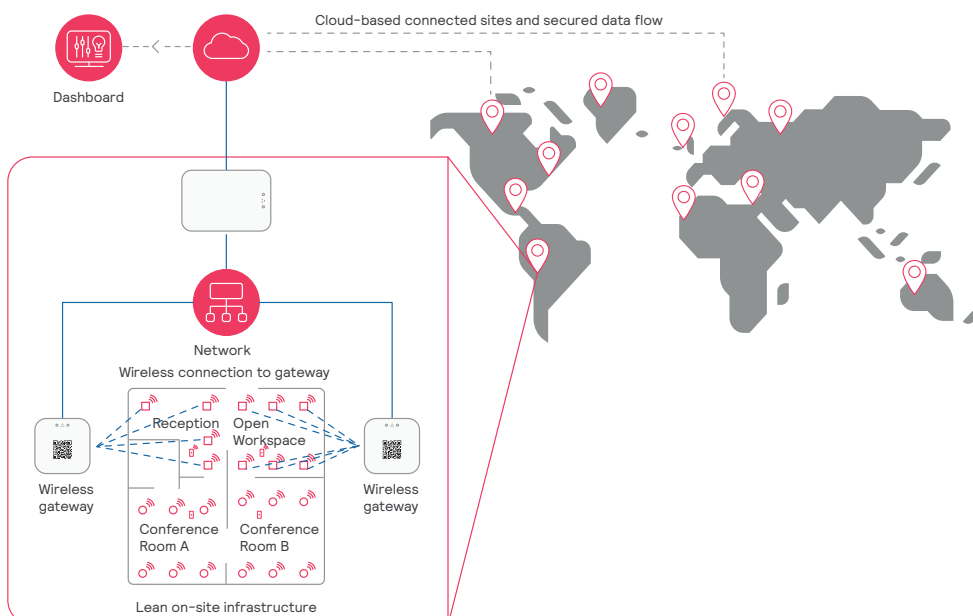 Cloud-based connected sites and secured data flow
Dashboard
Network
Wireless connection to gateway
Reception
Open
Workspace
Wireless
gateway
Wireless
gateway
Conference
Room A
Conference
Room B
Lean on-site infrastructure